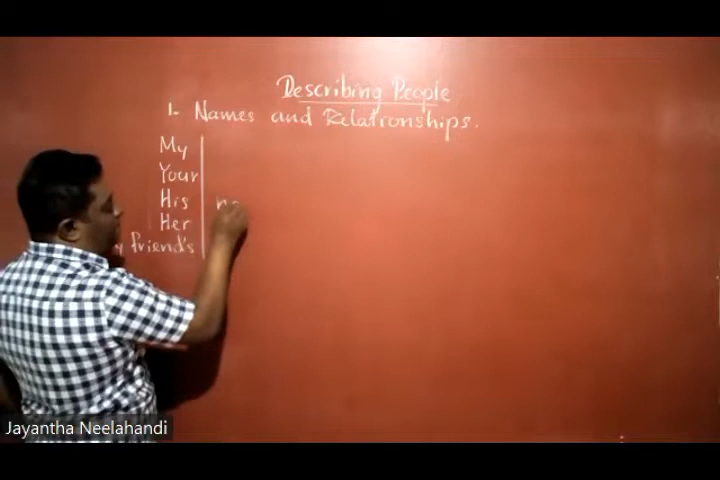 Describing People
1- Names and Relationships.
My
Your
His
Her
friend's
Jayantha Neelahandi